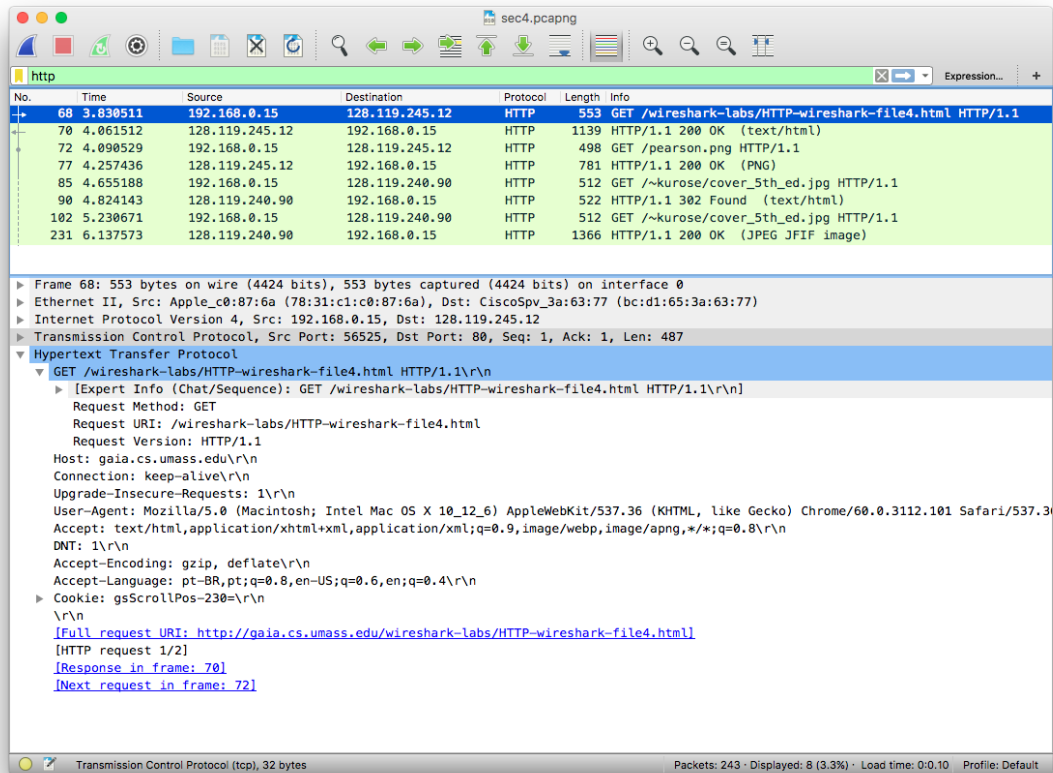 sec4.pcapng
http
Expression...
+
No. Time Source Destination Protocol Length Info
68 3.830511 192.168.0.15 128.119.245.12 HTTP 553 GET /wireshark-labs/HTTP-wireshark-file4.html HTTP/1.1
70 4.061512 128.119.245.12 192.168.0.15 HTTP 1139 HTTP/1.1 200 OK (text/html)
72 4.090529 192.168.0.15 128.119.245.12 HTTP 498 GET /pearson.png HTTP/1.1
77 4.257436 128.119.245.12 192.168.0.15 HTTP 781 HTTP/1.1 200 OK (PNG)
85 4.655188 192.168.0.15 128.119.240.90 HTTP 512 GET /~kurose/cover_5th_ed.jpg HTTP/1.1
90 4.824143 128.119.240.90 192.168.0.15 HTTP 522 HTTP/1.1 302 Found (text/html)
102 5.230671 192.168.0.15 128.119.240.90 HTTP 512 GET /~kurose/cover_5th_ed.jpg HTTP/1.1
231 6.137573 128.119.240.90 192.168.0.15 HTTP 1366 HTTP/1.1 200 OK (JPEG JFIF image)
Frame 68: 553 bytes on wire (4424 bits), 553 bytes captured (4424 bits) on interface 0
Ethernet II, Src: Apple_c0:87:6a (78:31:c1:c0:87:6a), Dst: CiscoSpv_3a:63:77 (bc:d1:65:3a:63:77)
Internet Protocol Version 4, Src: 192.168.0.15, Dst: 128.119.245.12
Transmission Control Protocol, Src Port: 56525, Dst Port: 80, Seq: 1, Ack: 1, Len: 487
Hypertext Transfer Protocol
GET /wireshark-labs/HTTP-wireshark-file4.html HTTP/1.1\r\n
[Expert Info (Chat/Sequence): GET /wireshark-labs/HTTP-wireshark-file4.html HTTP/1.1\r\n]
Request Method: GET
Request URI: /wireshark-labs/HTTP-wireshark-file4.html
Request Version: HTTP/1.1
Host: gaia.cs.umass.edu\r\n
Connection: keep-alive\r\n
Upgrade-Insecure-Requests: 1\r\n
User-Agent: Mozilla/5.0 (Macintosh; Intel Mac OS X 10_12_6) AppleWebKit/537.36 (KHTML, like Gecko) Chrome/60.0.3112.101 Safari/537.36
Accept: text/html,application/xhtml+xml,application/xml;q=0.9,image/webp,image/apng,*/*;q=0.8\r\n
DNT: 1\r\n
Accept-Encoding: gzip, deflate\r\n
Accept-Language: pt-BR,pt;q=0.8,en-US;q=0.6,en;q=0.4\r\n
Cookie: gsScrollPos-230=\r\n
\r\n
[Full request URI: http://gaia.cs.umass.edu/wireshark-labs/HTTP-wireshark-file4.html]
[HTTP request 1/2]
[Response in frame: 70]
[Next request in frame: 72]
Transmission Control Protocol (tcp), 32 bytes
Packets: 243 · Displayed: 8 (3.3%) · Load time: 0:0.10
Profile: Default